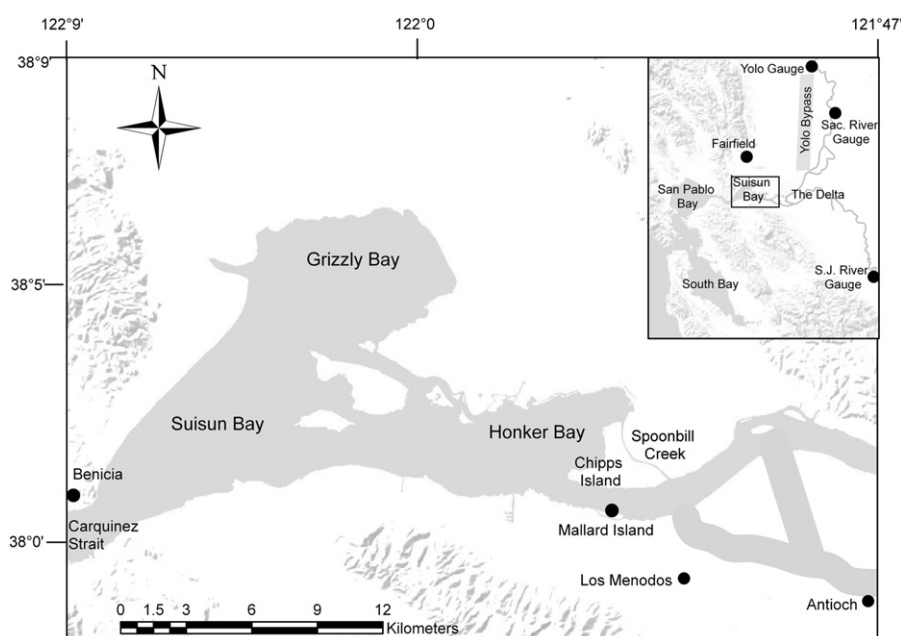 122°9'
122°0'
121°47'
38°9'
N
Yolo Gauge
Yolo Bypass
Sac. River
Gauge
Fairfield
Suisun
Bay
San Pablo
Bay
The Delta
S.J. River
Gauge
South Bay
Grizzly Bay
38°5'
Suisun Bay
Honker Bay
Spoonbill
Creek
Chipps
Island
Benicia
Mallard Island
Carquinez
Strait
38°0'
Los Menodos
Antioch
0 1.5 3 6 9 12
Kilometers